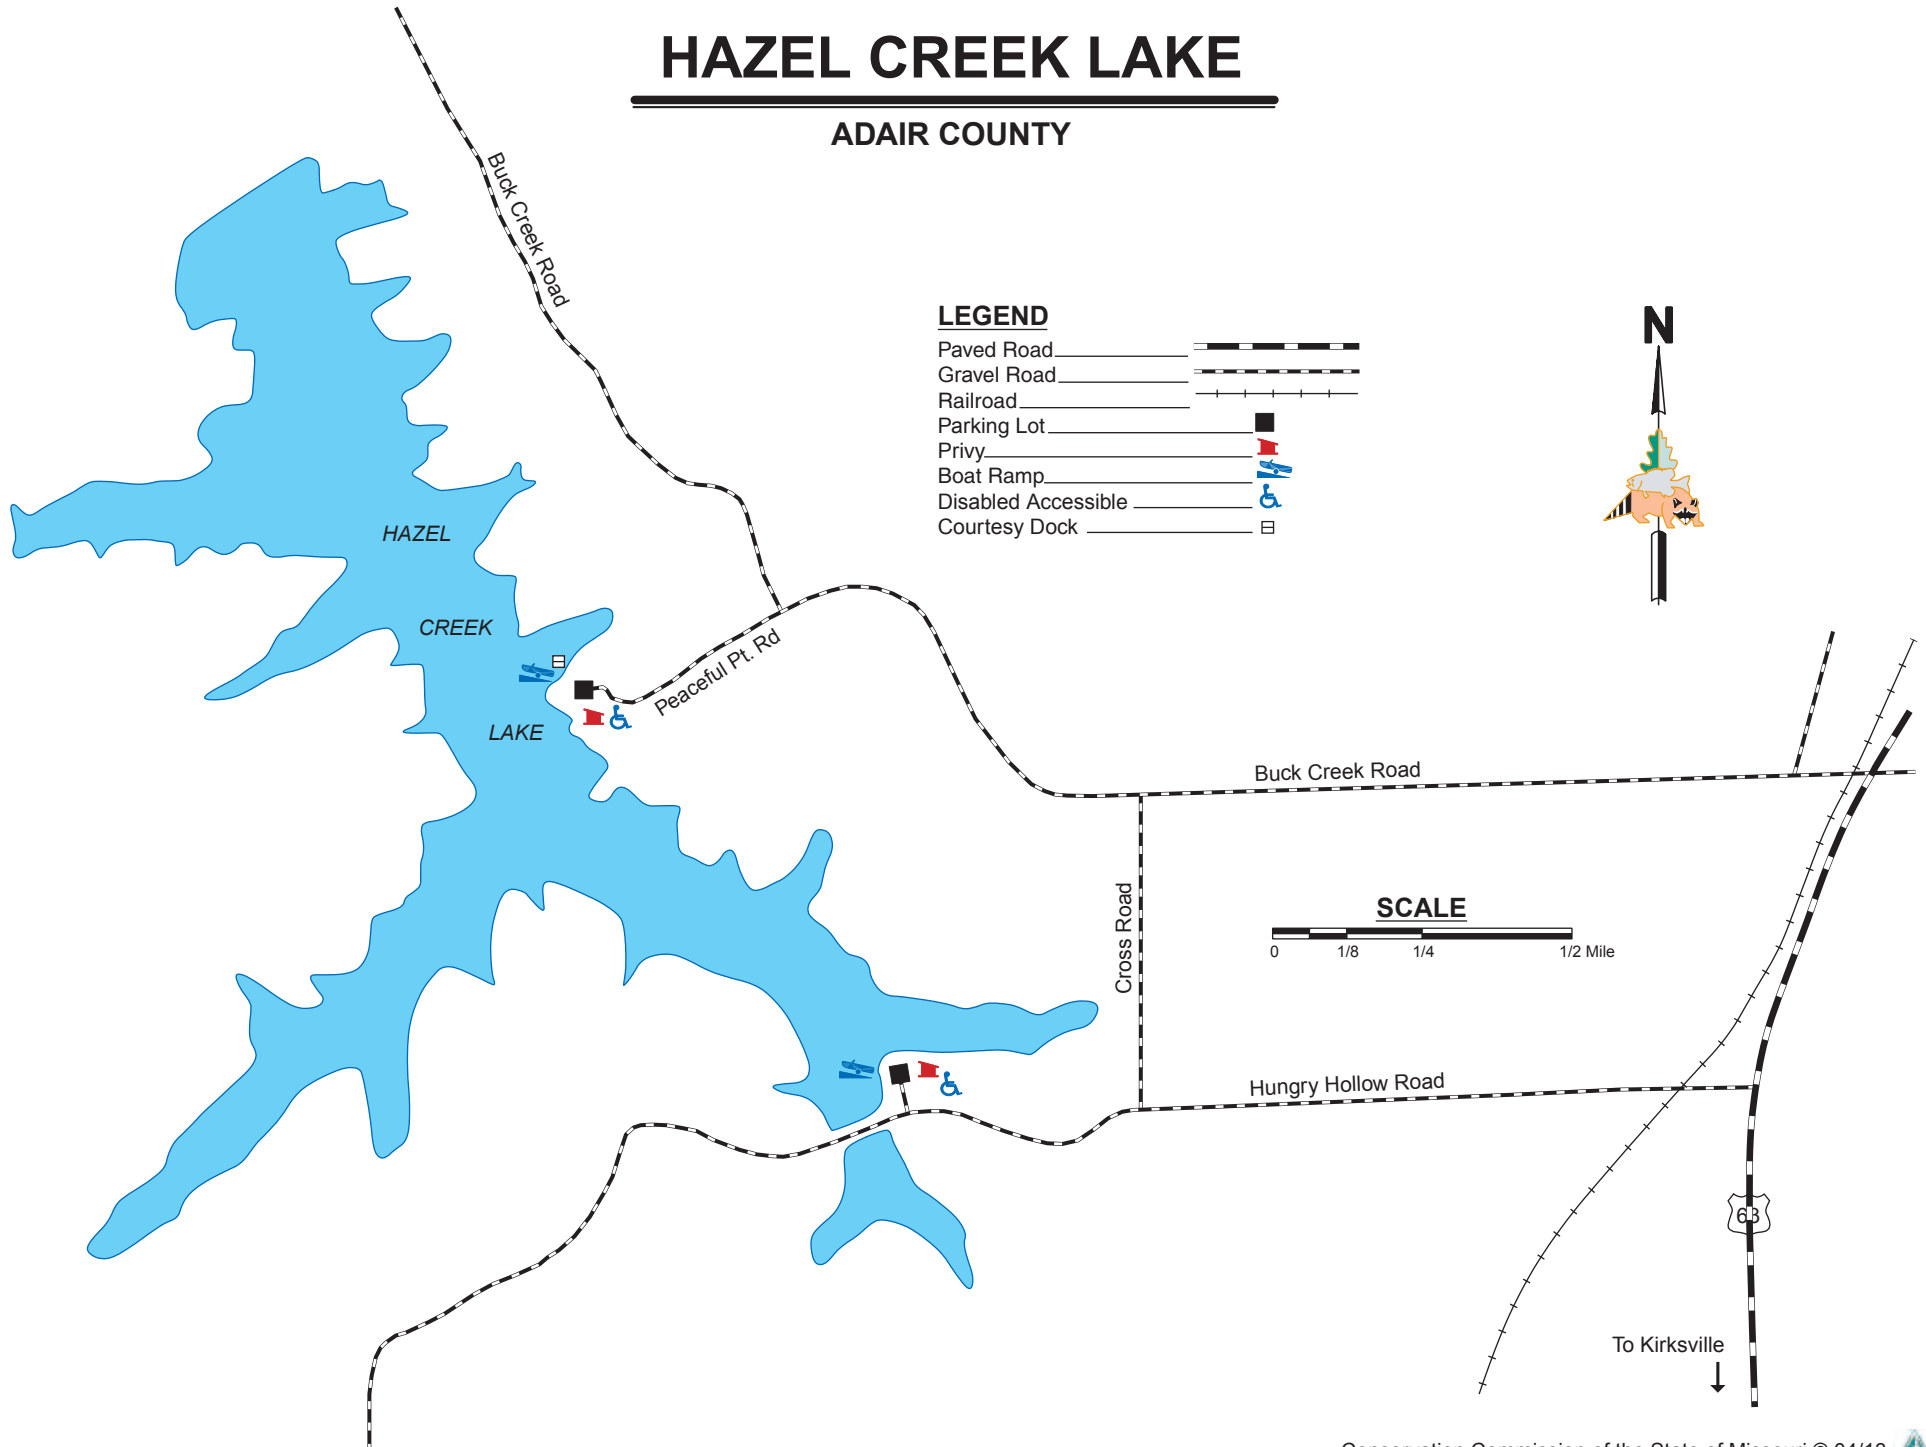 HAZEL CREEK LAKE
ADAIR COUNTY
Buck Creek Road
LEGEND
Paved Road
Gravel Road
Railroad
Parking Lot
Privy
Boat Ramp
Disabled Accessible
Courtesy Dock
N
HAZEL
CREEK
LAKE
Peaceful Pt. Rd
Buck Creek Road
Cross Road
SCALE
0 1/8 1/4 1/2 Mile
Hungry Hollow Road
63
To Kirksville